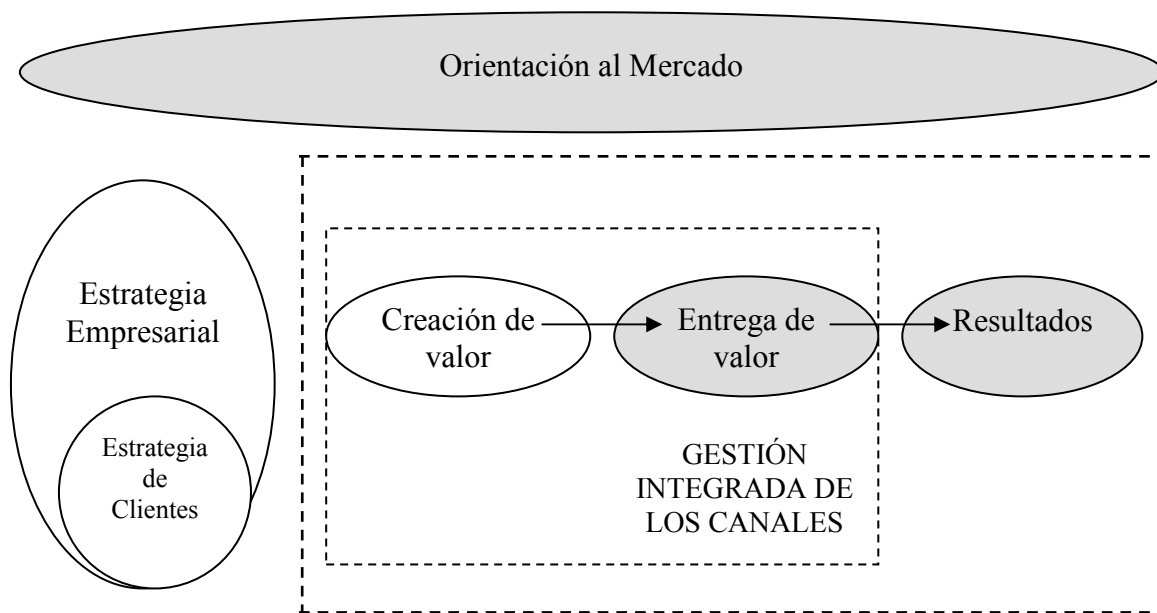 Orientación al Mercado
Estrategia
Empresarial
Estrategia
de
Clientes
Creación de
valor
Entrega de
valor
Resultados
GESTIÓN
INTEGRADA DE
LOS CANALES